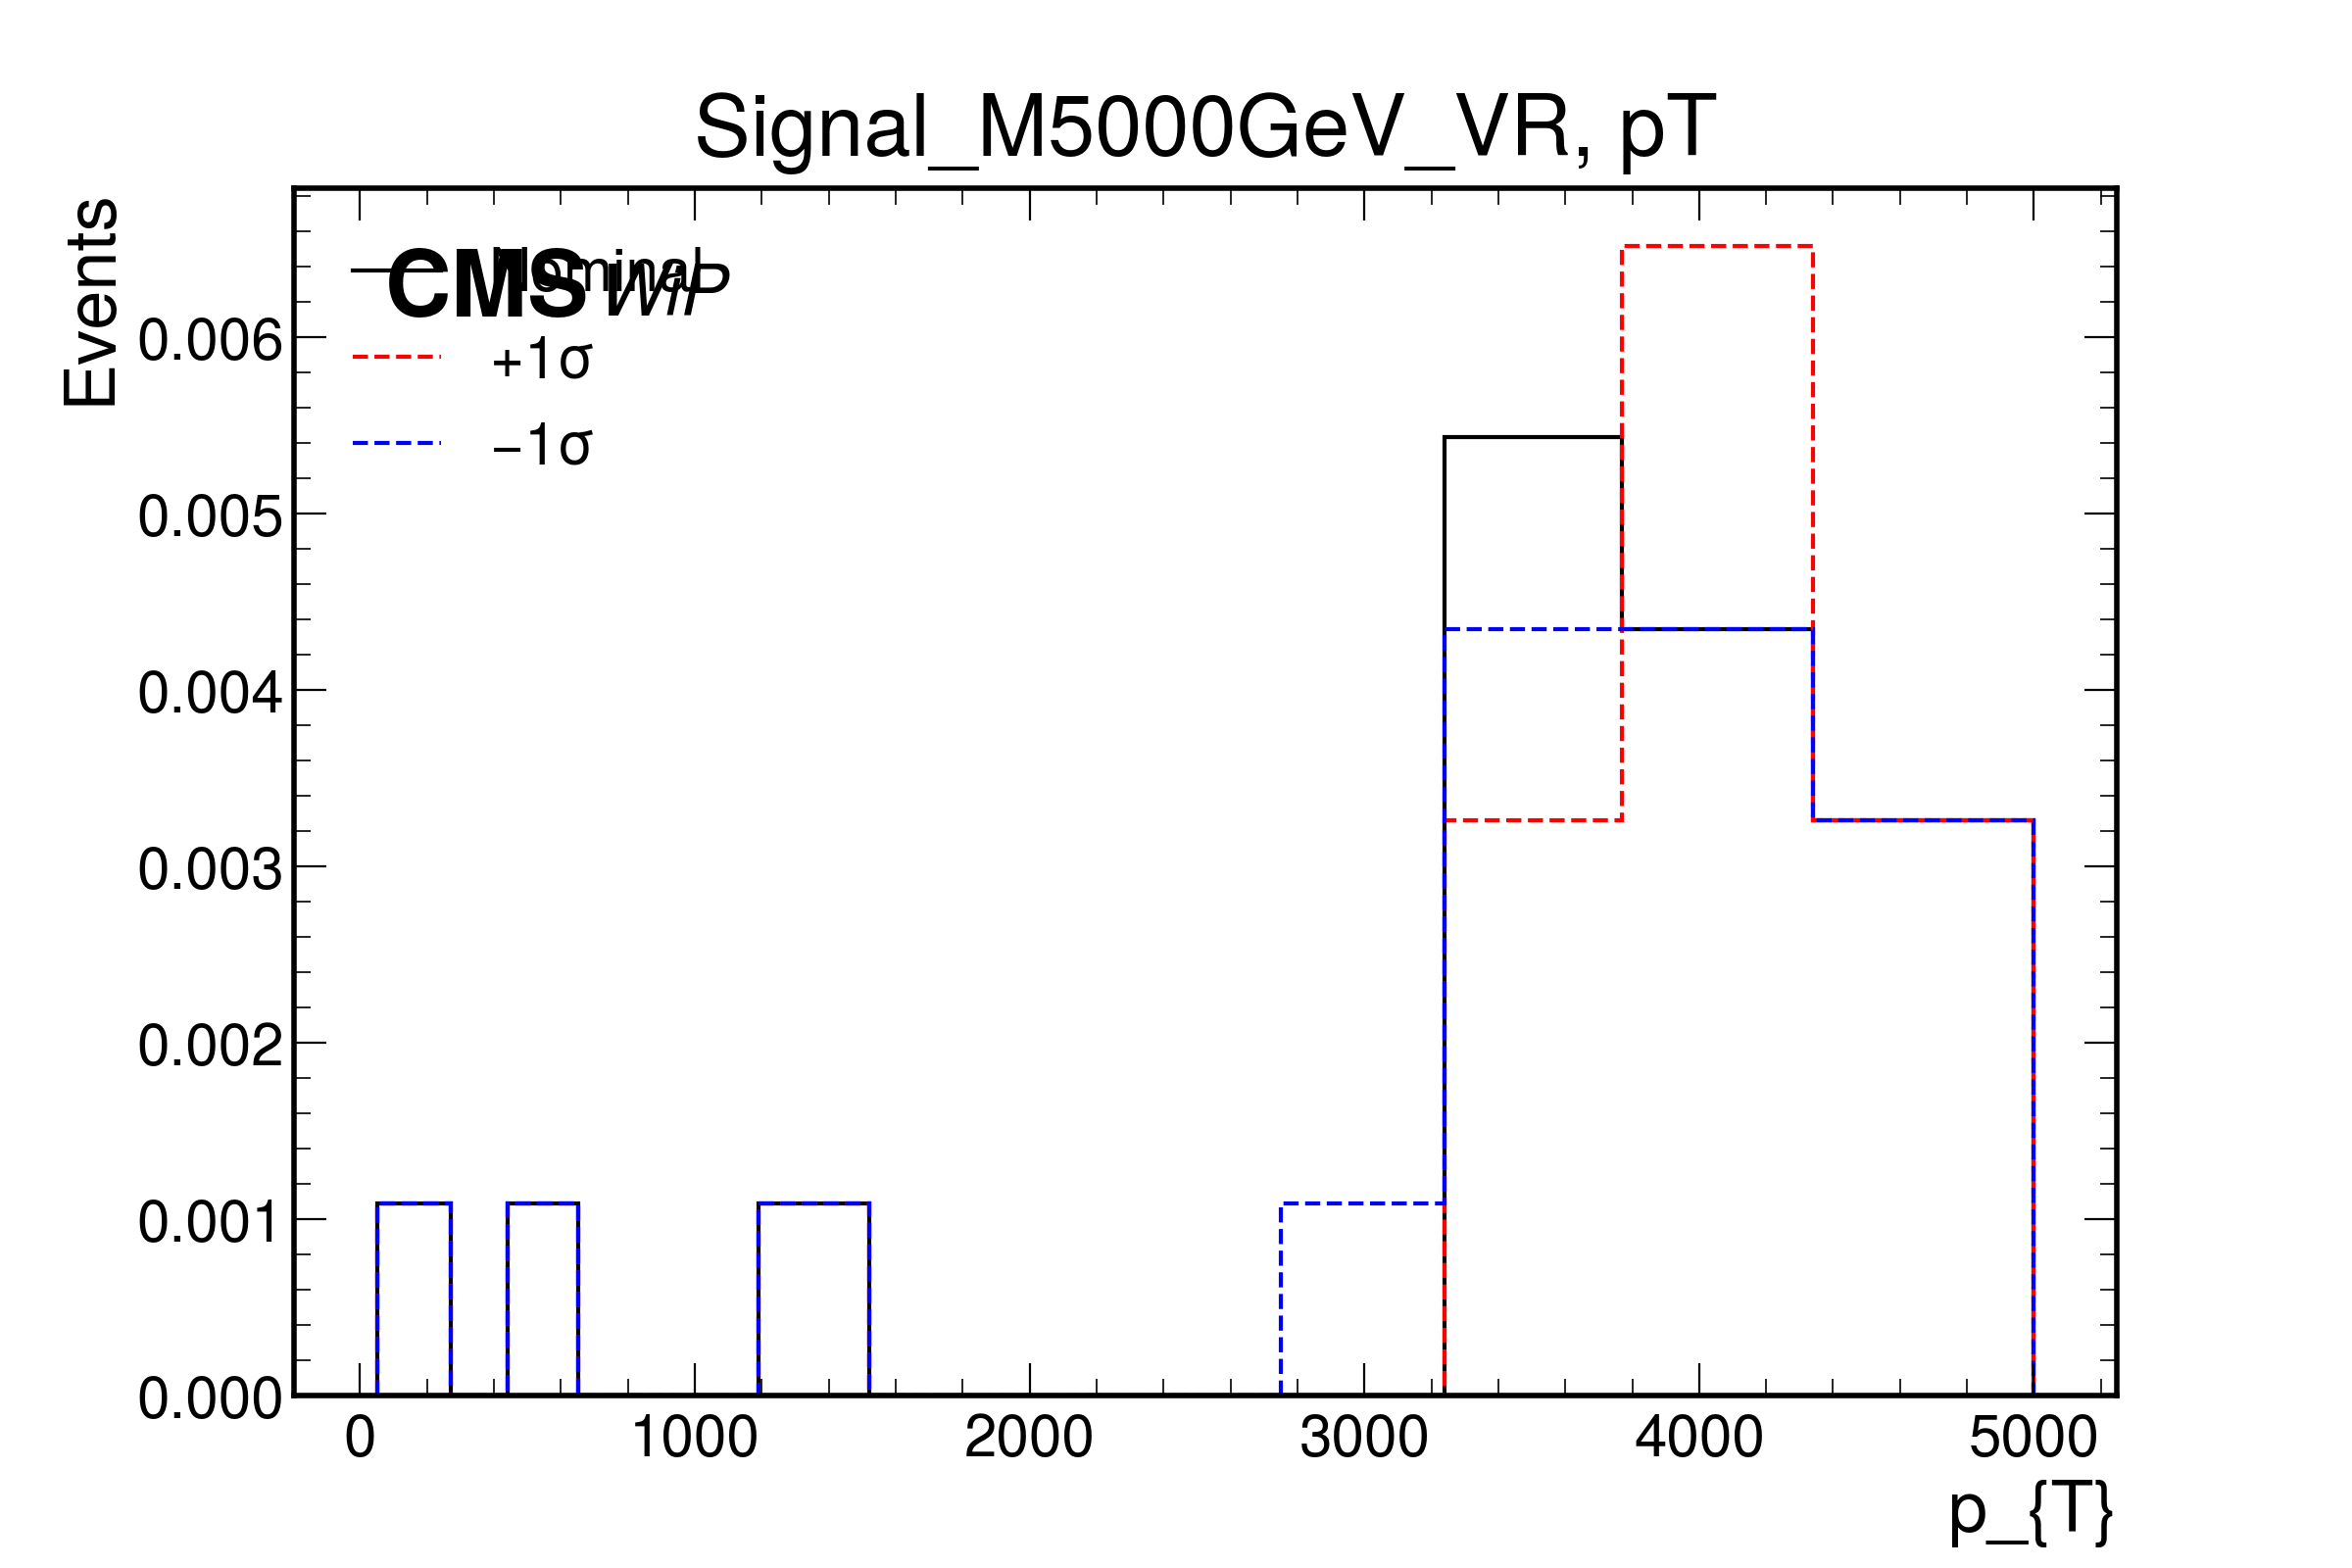 Signal_M5000GeV_VR, pT
Events
CMS WiP
Nominal
+1σ
−1σ
0.006
0.005
0.004
0.003
0.002
0.001
0.000
0 1000 2000 3000 4000 5000
p_{T}